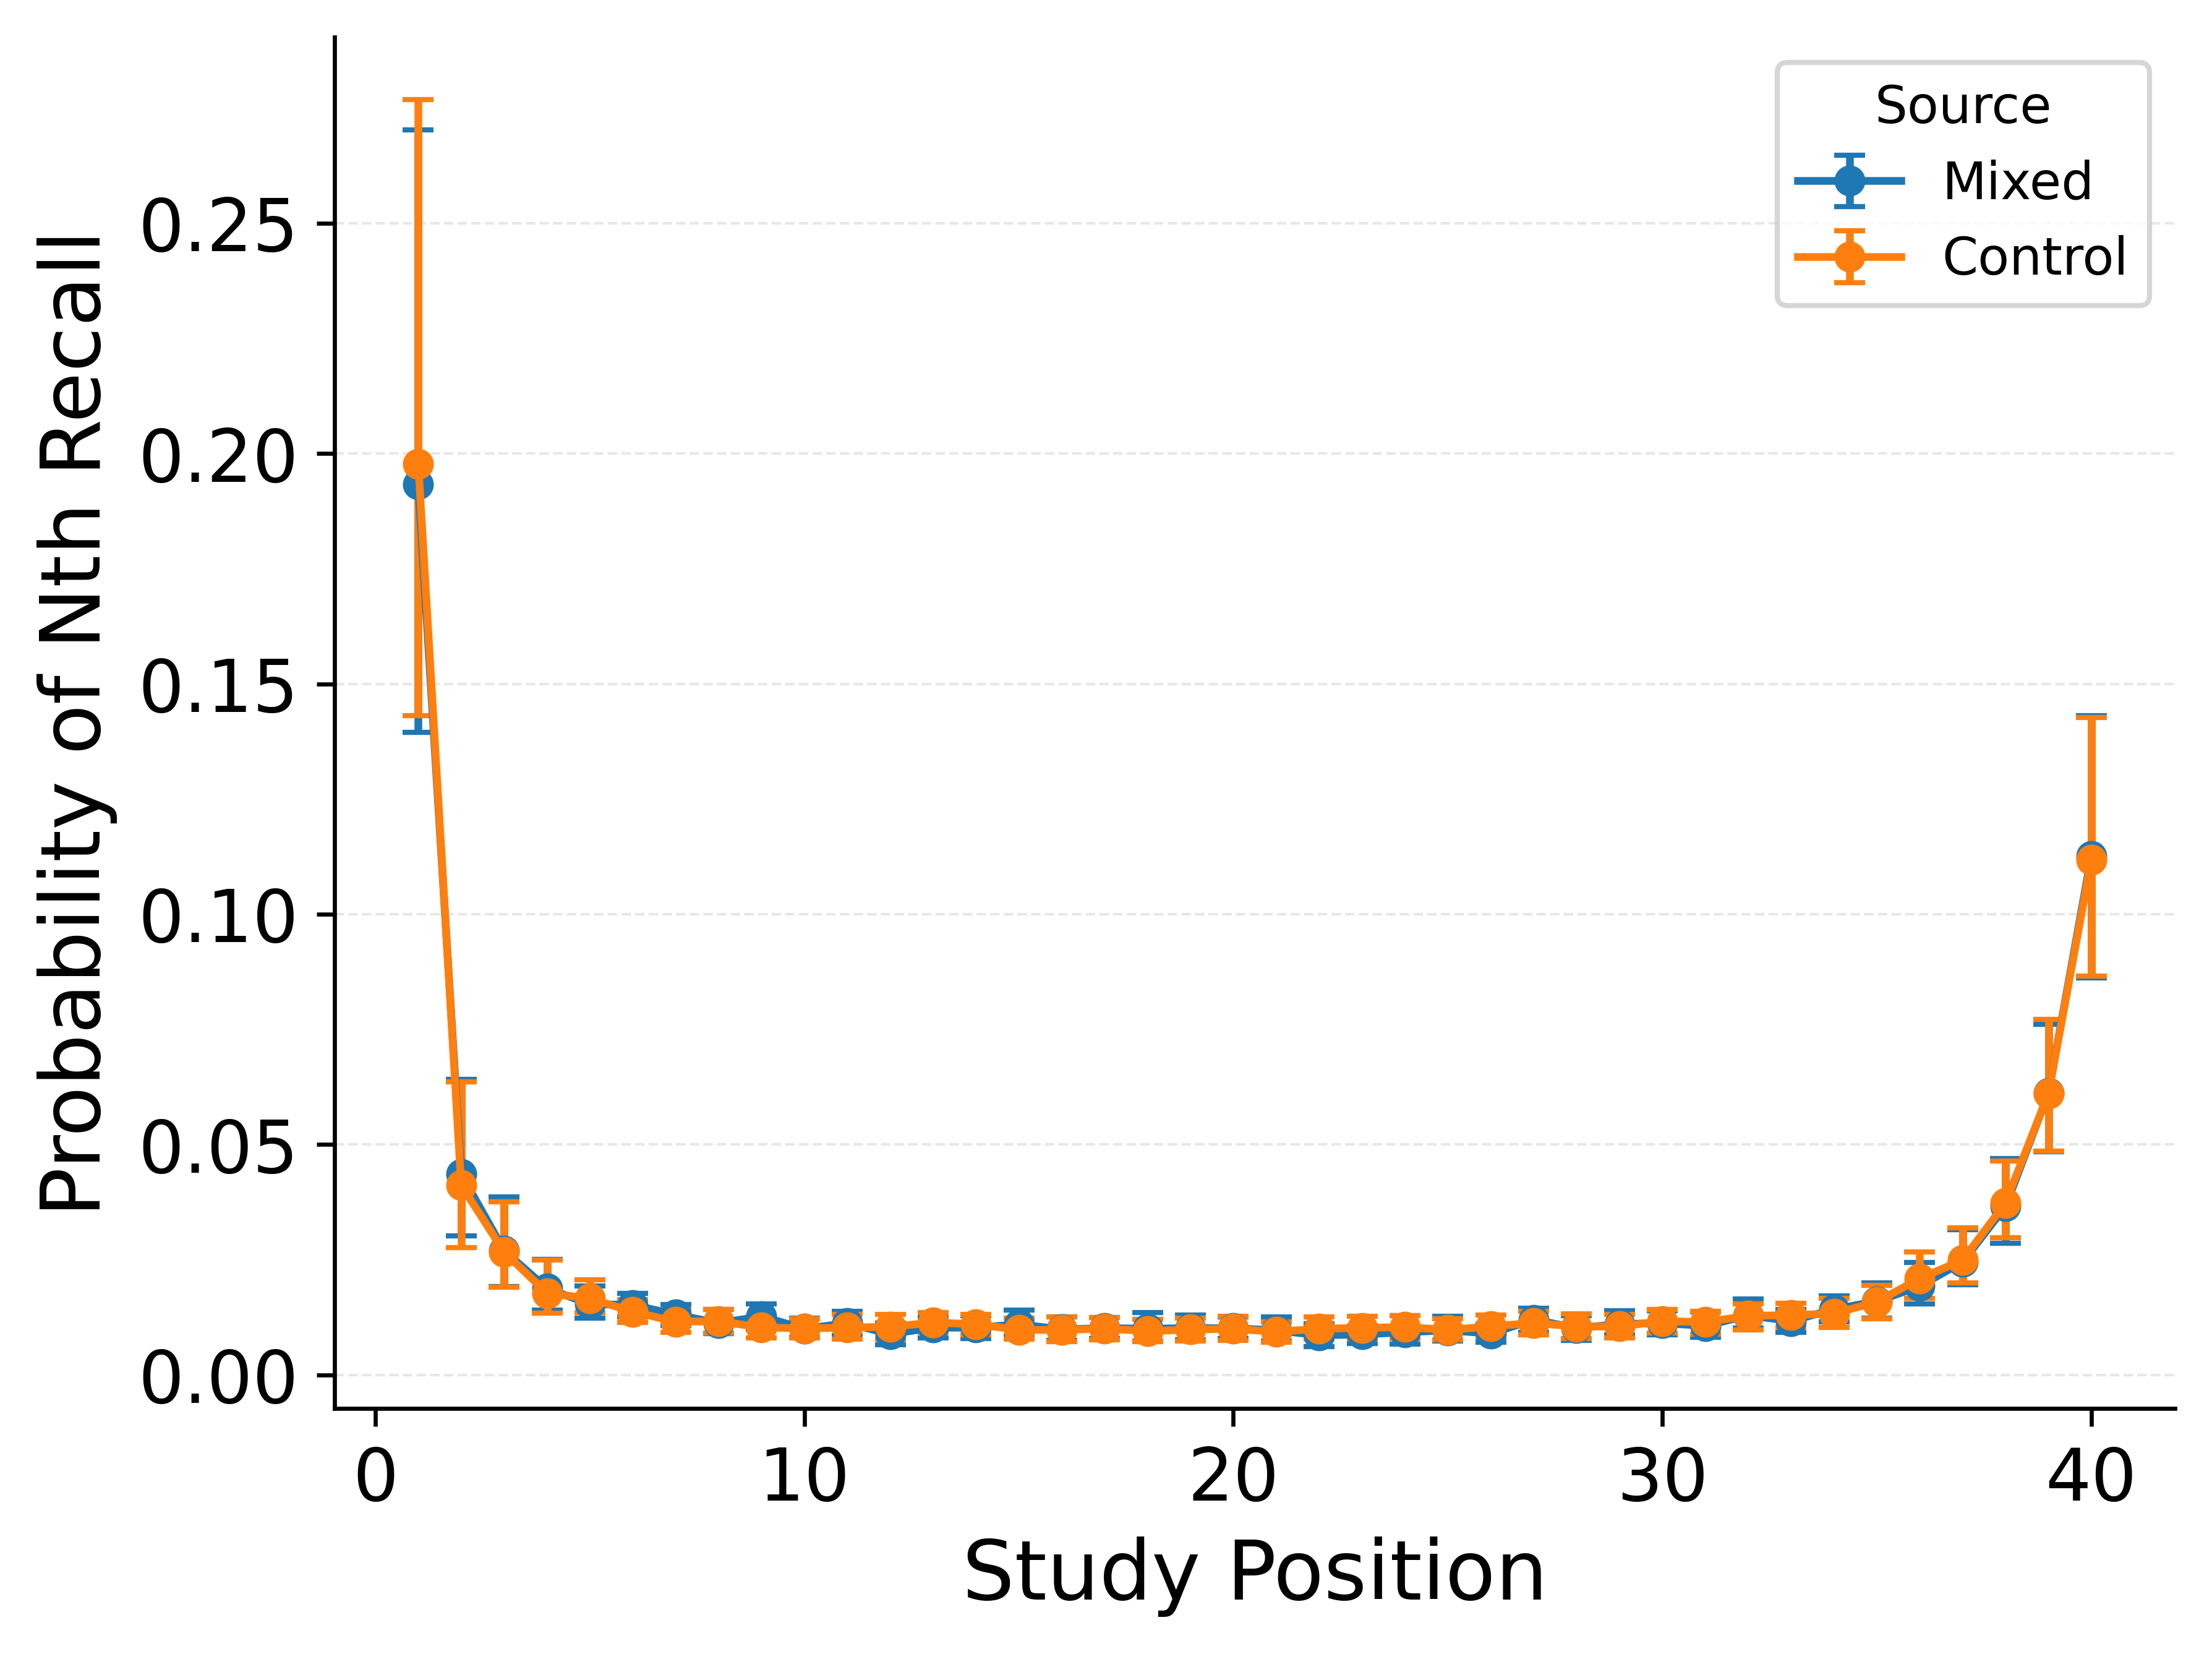 Source
Mixed
Control
Probability of Nth Recall
0.25
0.20
0.15
0.10
0.05
0.00
0 10 20 30 40
Study Position